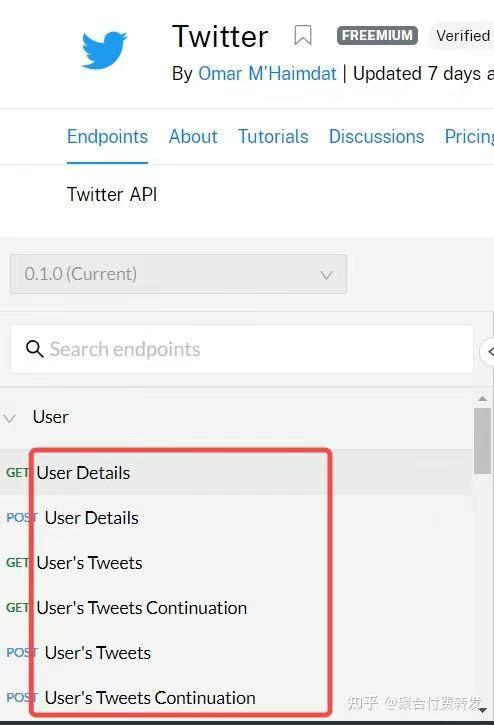 Twitter FREEMIUM Verified
By Omar M'Haimdat | Updated 7 days a
Endpoints About Tutorials Discussions Pricing
Twitter API
0.1.0 (Current)
Search endpoints
User
GET User Details
POST User Details
GET User's Tweets
GET User's Tweets Continuation
POST User's Tweets
POST User's Tweets Continuation
知乎 @聚合付费转发